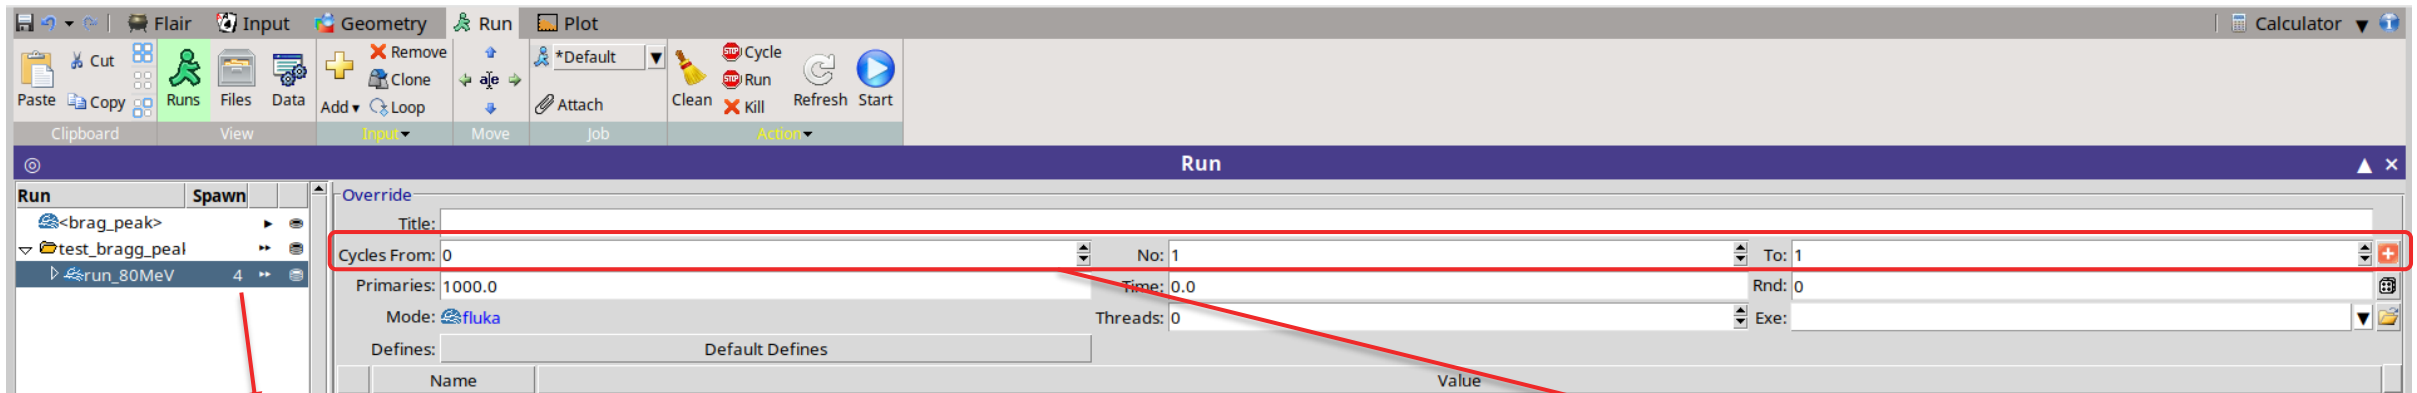 Flair Input Geometry Run Plot Calculator
Paste Cut Copy Runs Files Data Add Remove Clone Loop *Default Attach Clean STOP Cycle STOP Run Kill Refresh Start
Clipboard View Input Move Job Action
Run
Run Spawn
<brag_peak>
test_bragg_peal
run_80MeV 4
Override
Title:
Cycles From: 0 No: 1 To: 1
Primaries: 1000.0 Time: 0.0 Rnd: 0
Mode: fluka Threads: 0 Exe:
Defines: Default Defines
Name Value